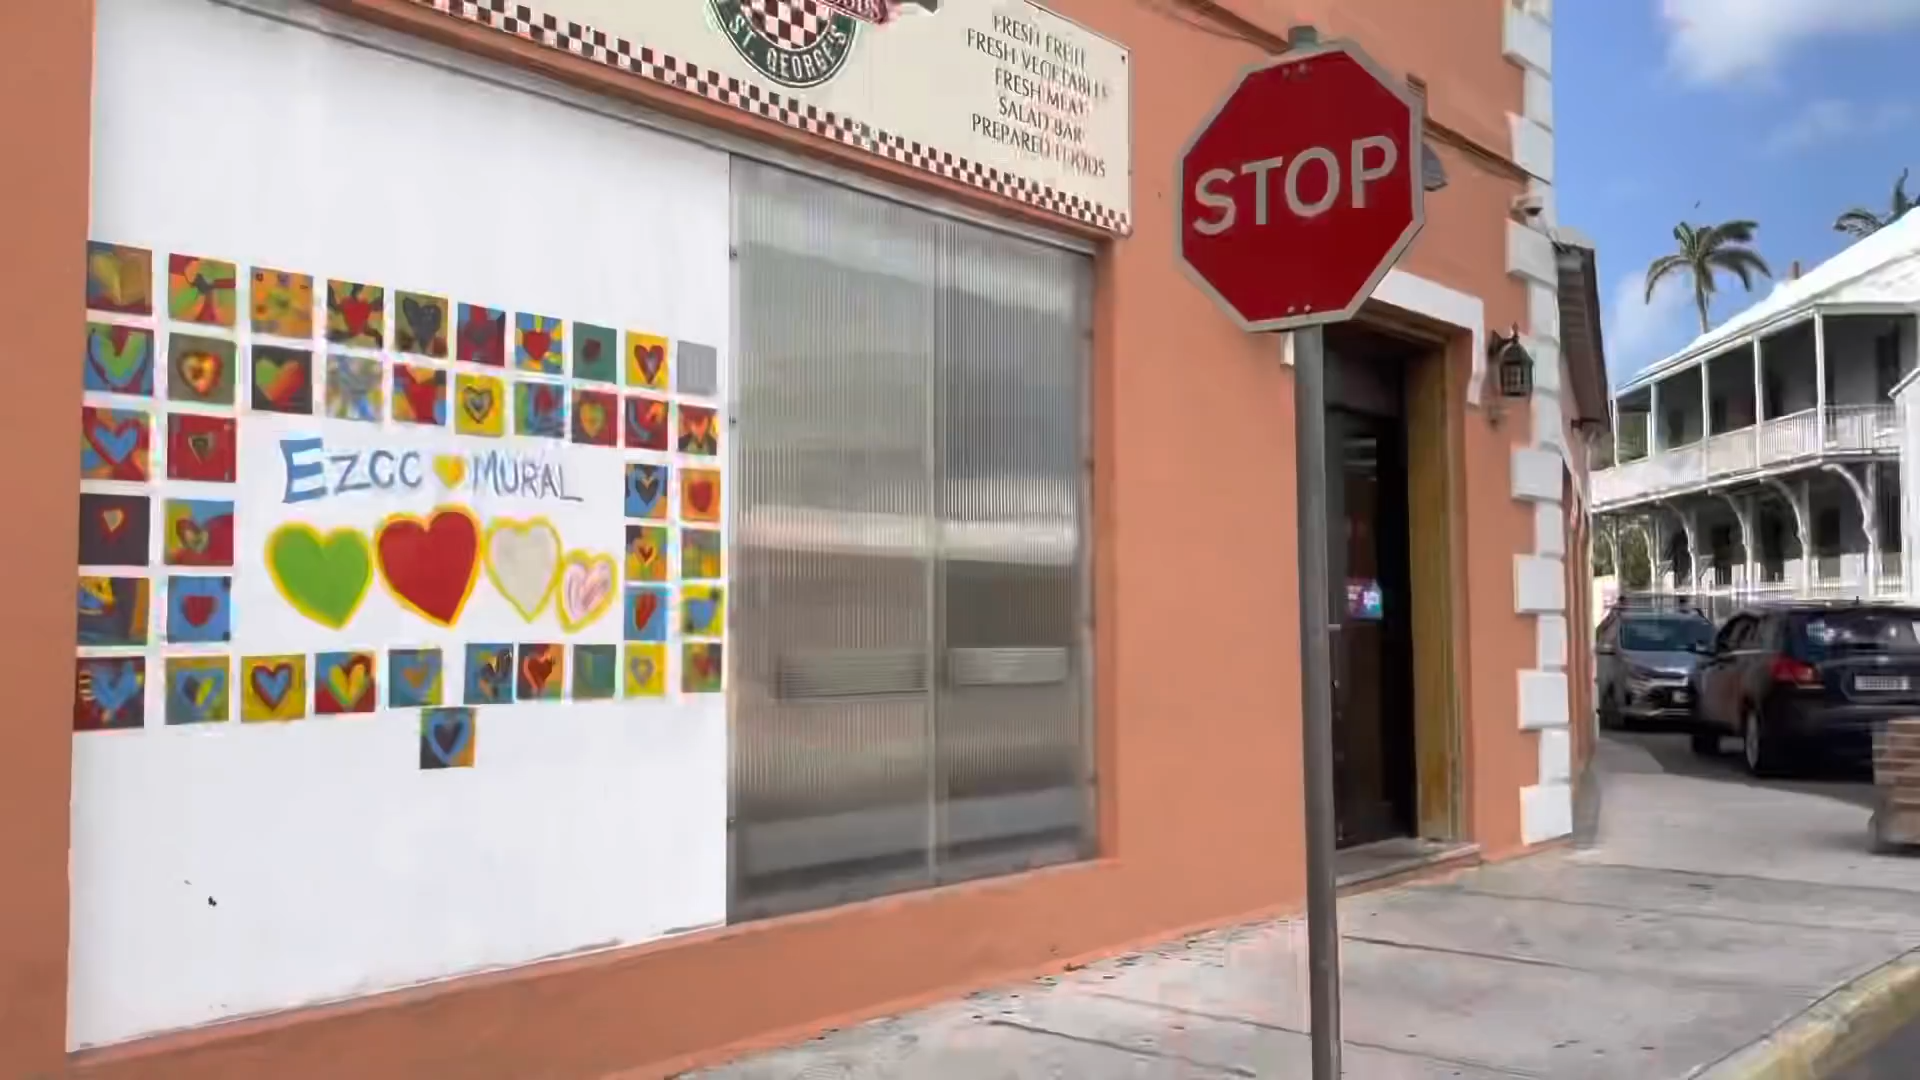 ST. GEORGE'S
FRESH FRUIT
FRESH VEGETABLES
FRESH MEAT
SALAD BAR
PREPARED FOODS
STOP
EZCC MURAL